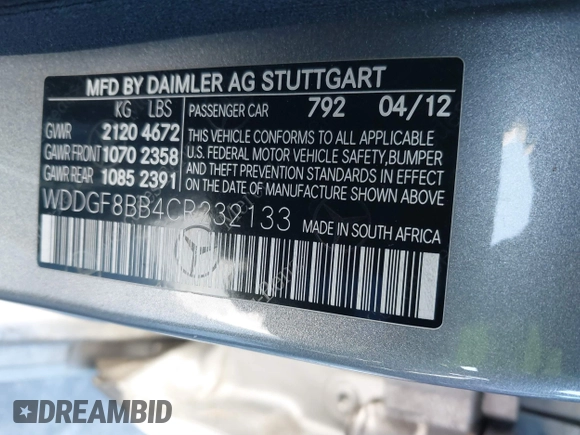 MFD BY DAIMLER AG STUTTGART
KG LBS PASSENGER CAR 792 04/12
GVWR 2120 4672 THIS VEHICLE CONFORMS TO ALL APPLICABLE
GAWR FRONT 1070 2358 U.S. FEDERAL MOTOR VEHICLE SAFETY,BUMPER
GAWR REAR 1085 2391 AND THEFT PREVENTION STANDARDS IN EFFECT
ON THE DATE OF MANUFACTURE SHOWN ABOVE.
WDDGF8BB4CR232133
MADE IN SOUTH AFRICA
DREAMBID